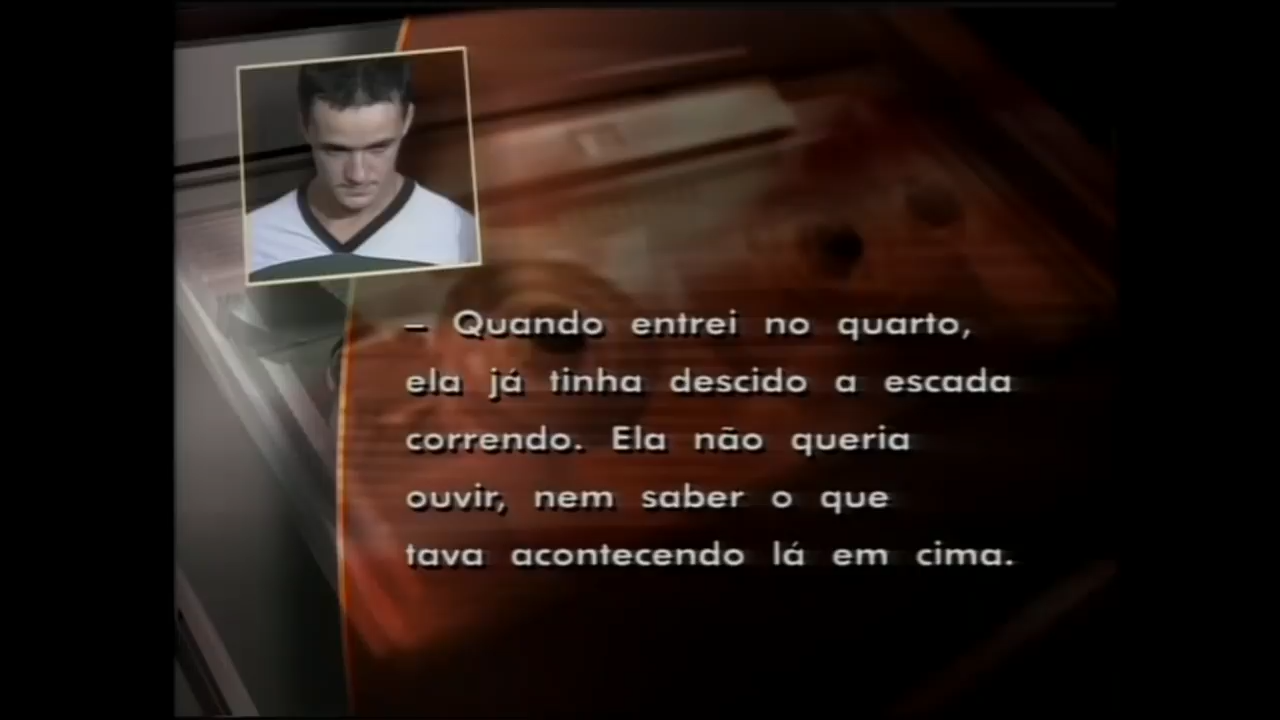 – Quando entrei no quarto,
ela já tinha descido a escada
correndo. Ela não queria
ouvir, nem saber o que
tava acontecendo lá em cima.